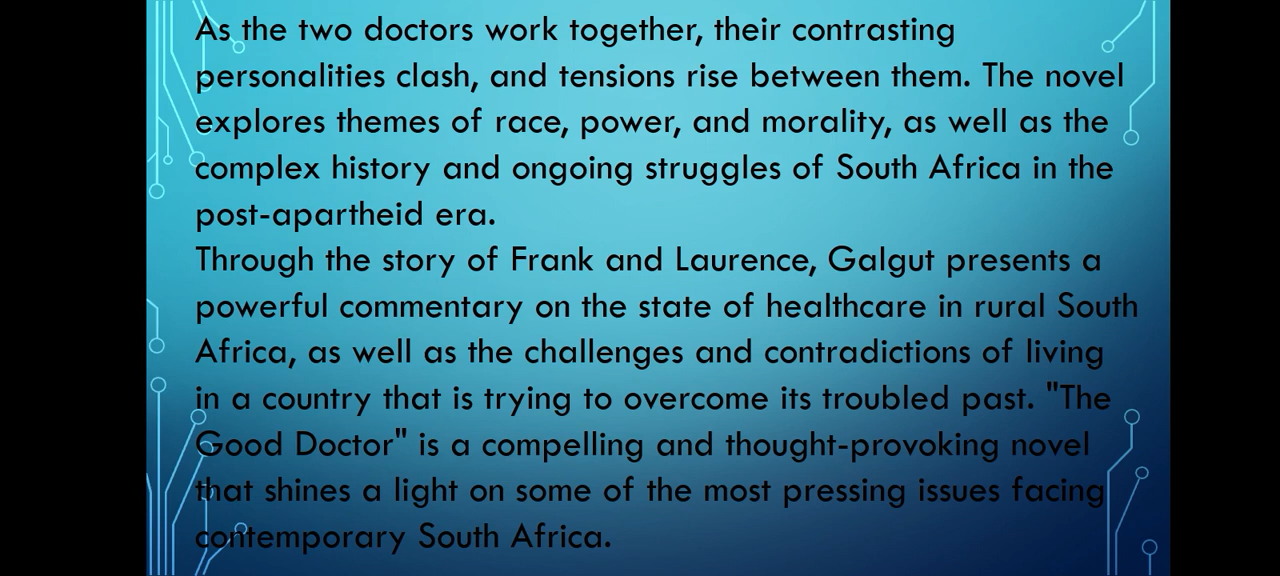 As the two doctors work together, their contrasting
personalities clash, and tensions rise between them. The novel
explores themes of race, power, and morality, as well as the
complex history and ongoing struggles of South Africa in the
post-apartheid era.
Through the story of Frank and Laurence, Galgut presents a
powerful commentary on the state of healthcare in rural South
Africa, as well as the challenges and contradictions of living
in a country that is trying to overcome its troubled past. "The
Good Doctor" is a compelling and thought-provoking novel
that shines a light on some of the most pressing issues facing
contemporary South Africa.